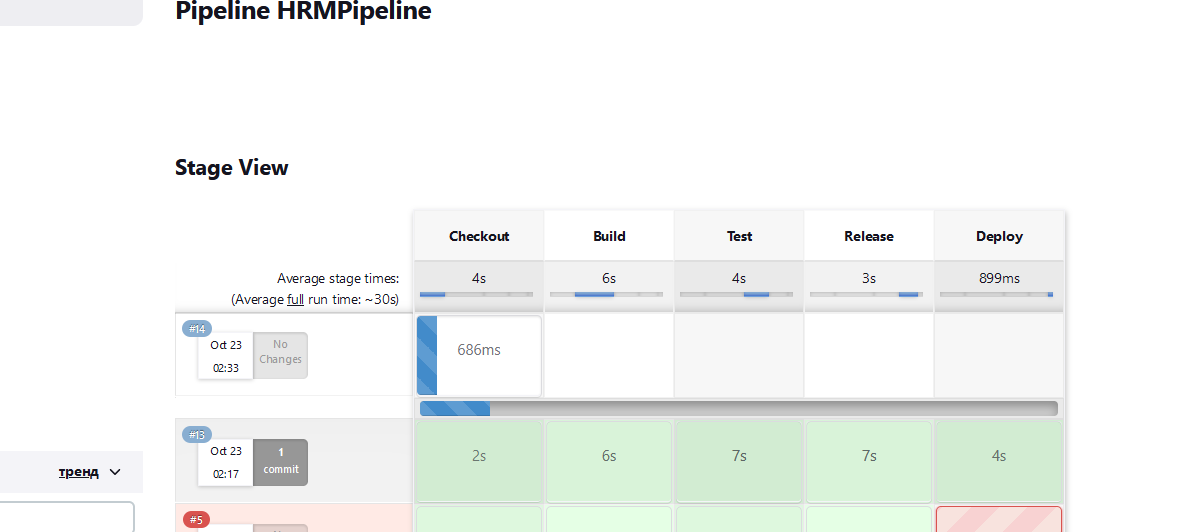 Pipeline HRMPipeline
Stage View
Checkout Build Test Release Deploy
Average stage times:
4s 6s 4s 3s 899ms
(Average full run time: ~30s)
#14
Oct 23
02:33
No
Changes
686ms
#13
Oct 23
02:17
1
commit
2s 6s 7s 7s 4s
тренд
#5